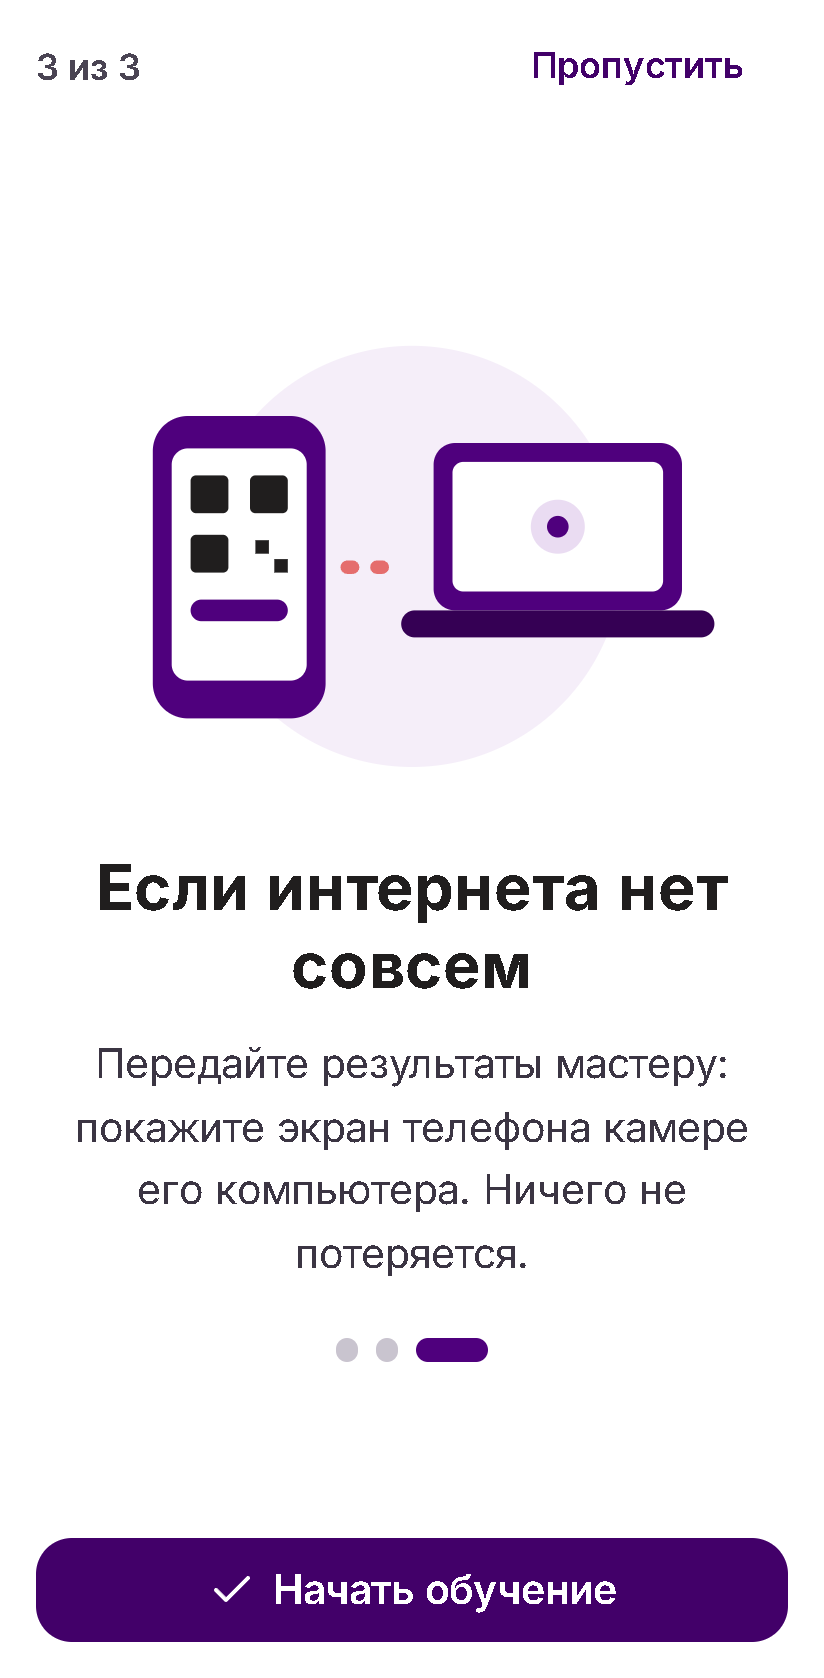 3 из 3
Пропустить
Если интернета нет
совсем
Передайте результаты мастеру:
покажите экран телефона камере
его компьютера. Ничего не
потеряется.
Начать обучение